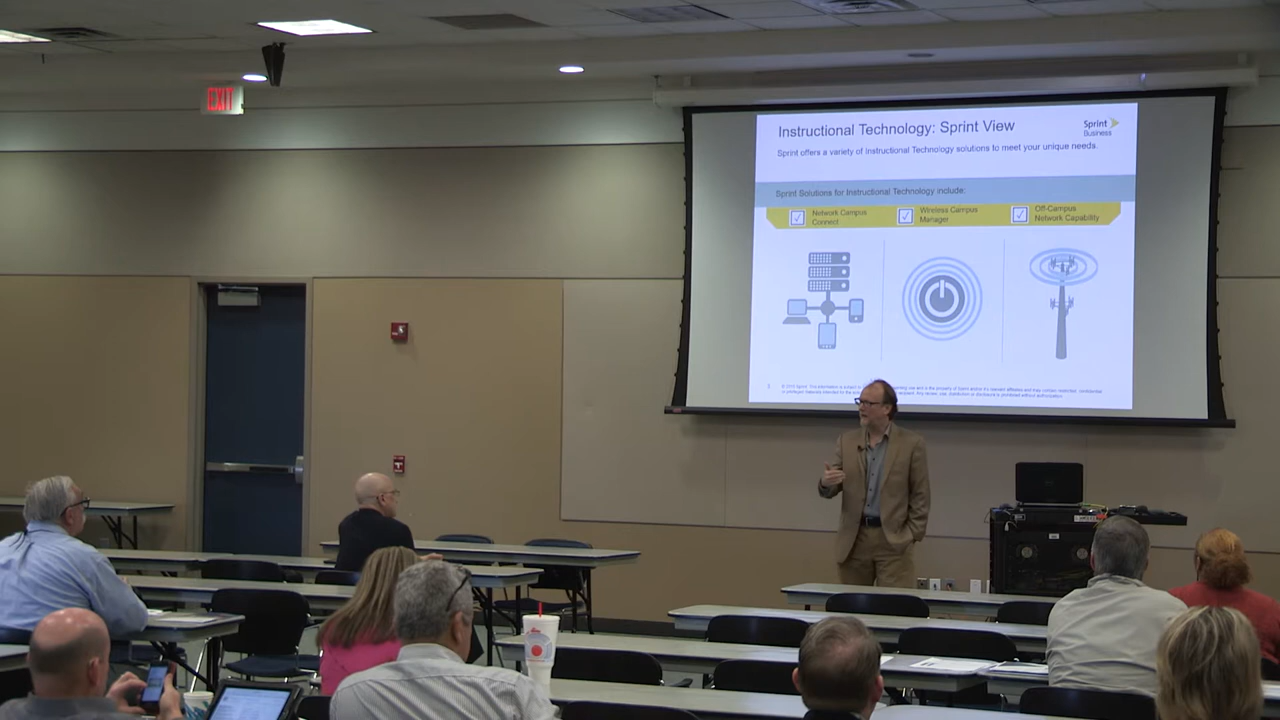 EXIT
Instructional Technology: Sprint View
Sprint
Business
Sprint offers a variety of Instructional Technology solutions to meet your unique needs.
Sprint Solutions for Instructional Technology include:
Network Campus
Connect
Wireless Campus
Manager
Off-Campus
Network Capability